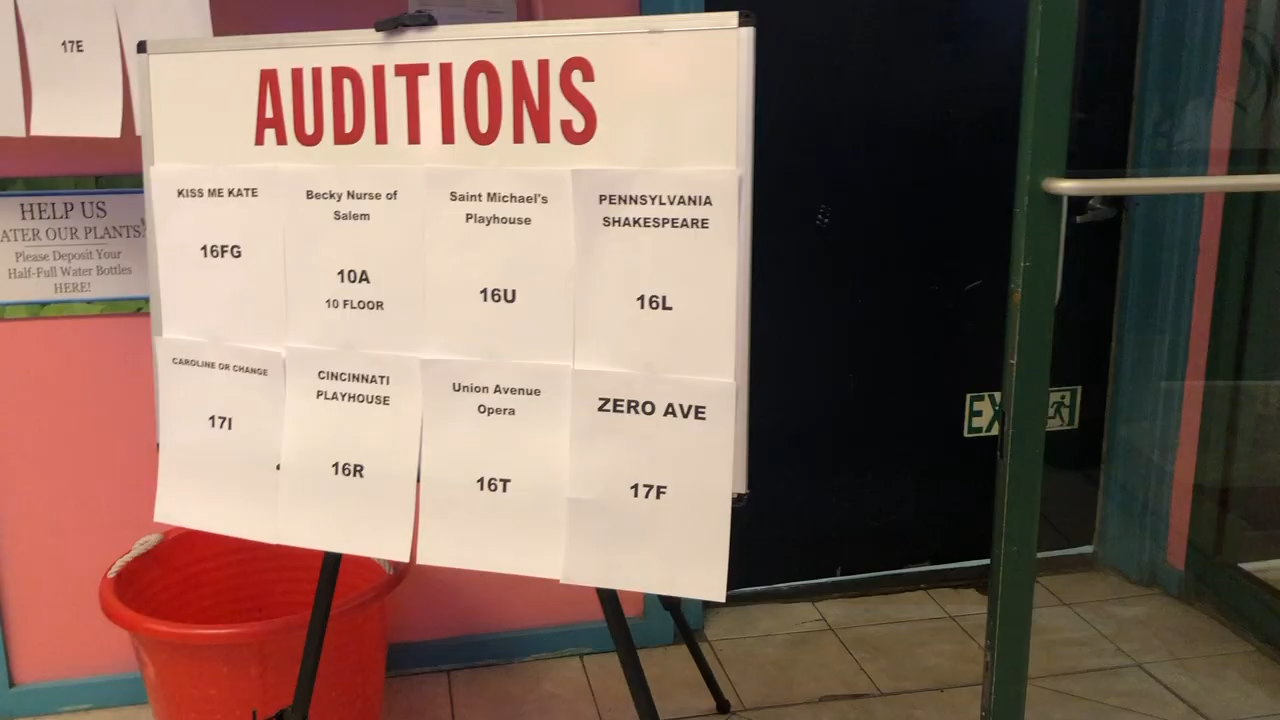 17E
AUDITIONS
KISS ME KATE
16FG
Becky Nurse of
Salem
10A
10 FLOOR
Saint Michael's
Playhouse
16U
PENNSYLVANIA
SHAKESPEARE
16L
CAROLINE OR CHANGE
17I
CINCINNATI
PLAYHOUSE
16R
Union Avenue
Opera
16T
ZERO AVE
17F
HELP US
ATER OUR PLANTS?
Please Deposit Your
Half-Full Water Bottles
HERE!
EX